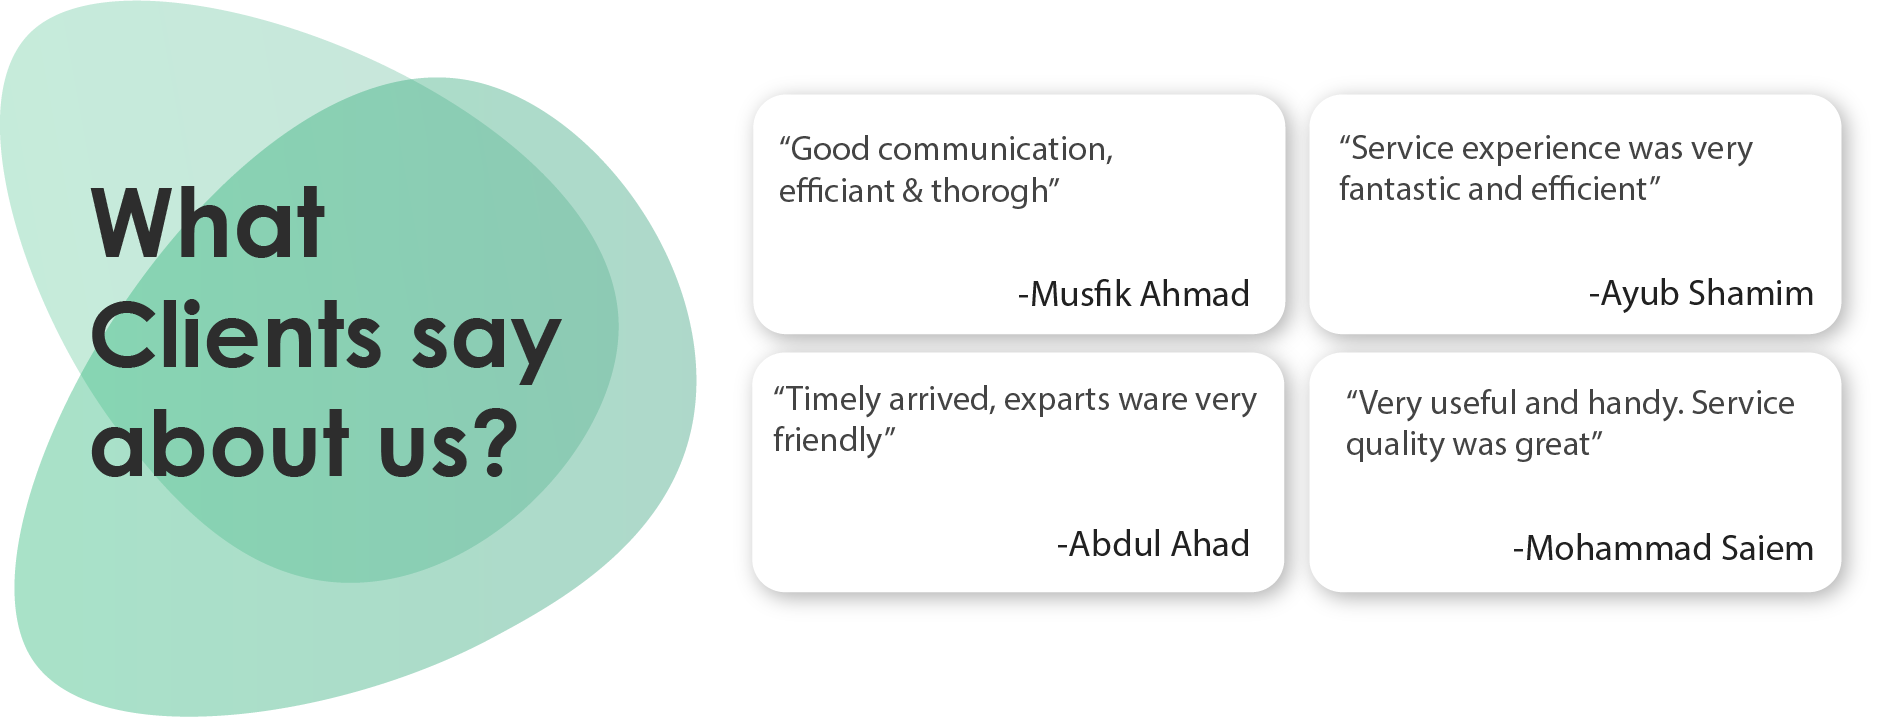 What
Clients say
about us?
“Good communication,
efficiant & thorogh”
-Musfik Ahmad
“Service experience was very
fantastic and efficient”
-Ayub Shamim
“Timely arrived, exparts ware very
friendly”
-Abdul Ahad
“Very useful and handy. Service
quality was great”
-Mohammad Saiem